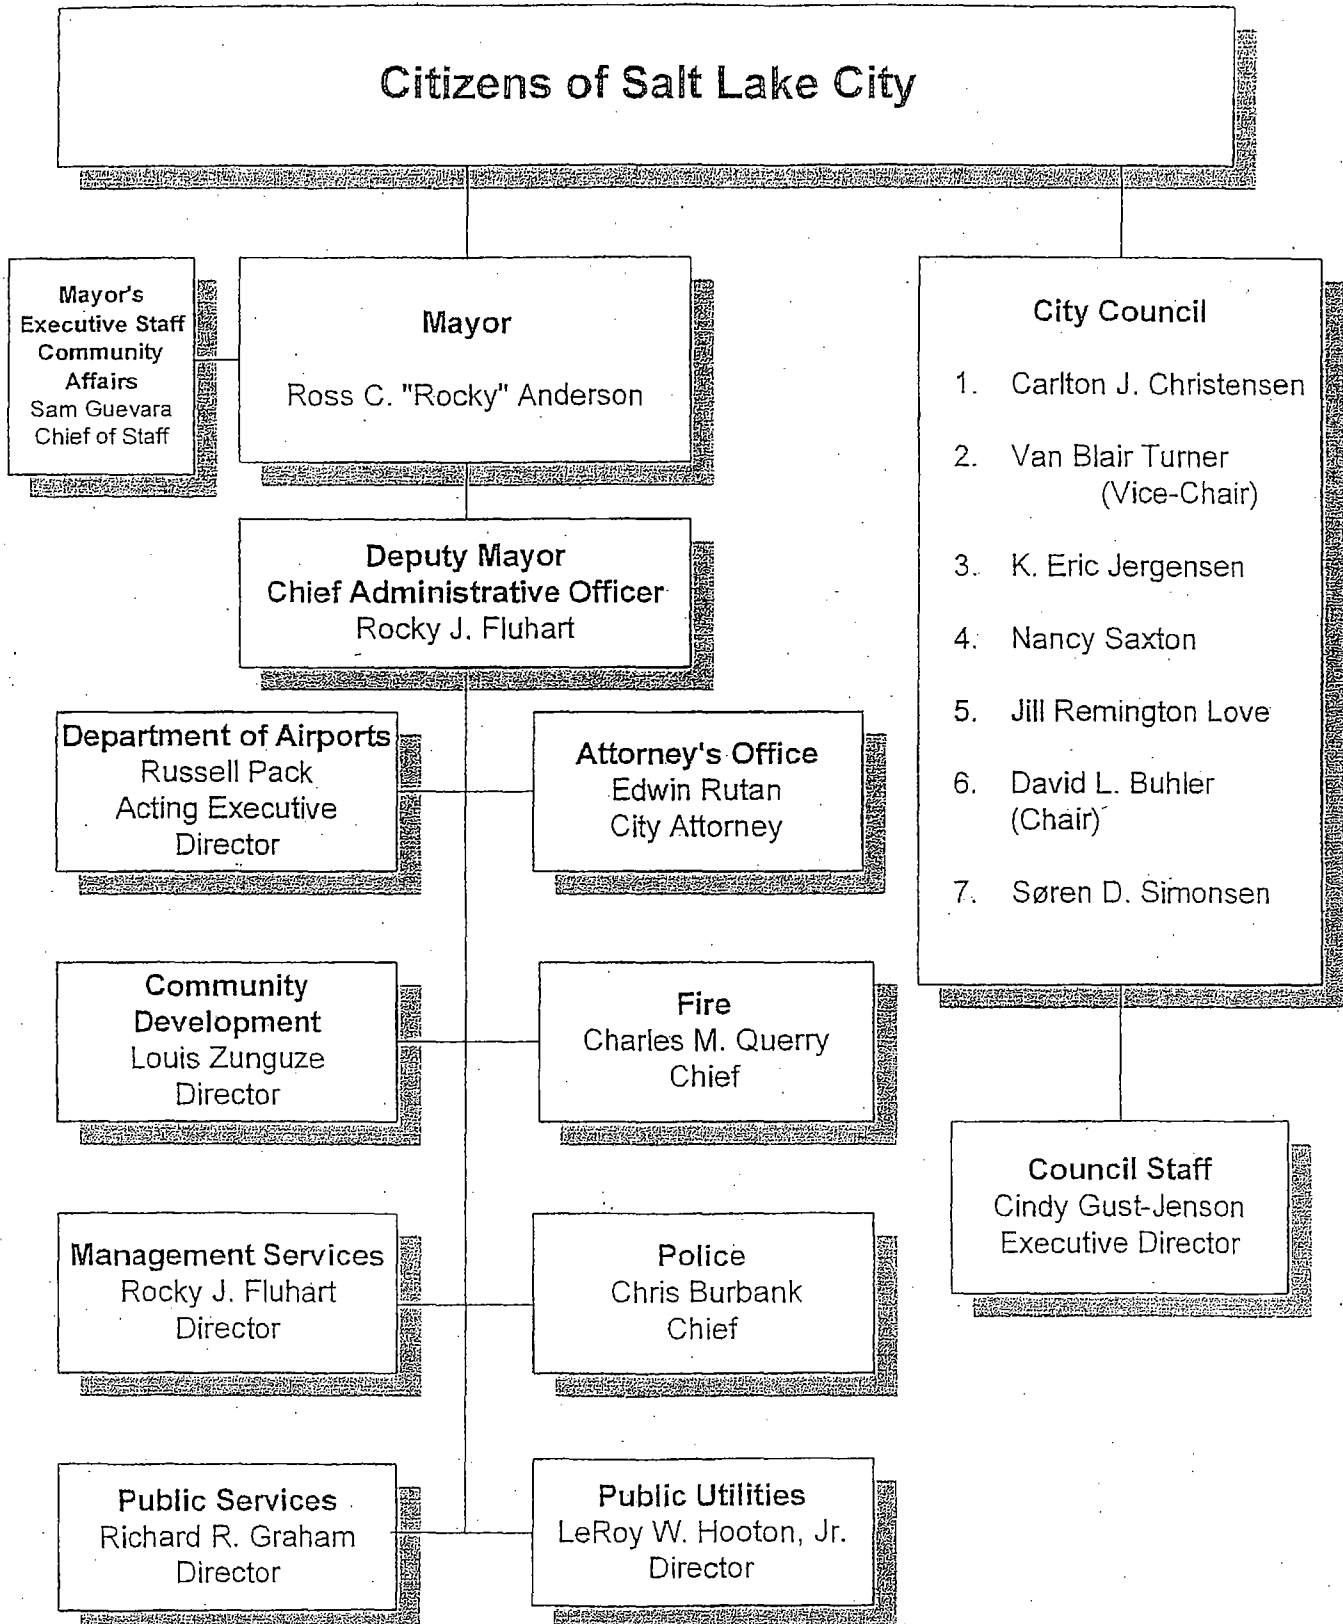 Citizens of Salt Lake City
Mayor's
Executive Staff
Community
Affairs
Sam Guevara
Chief of Staff
Mayor
Ross C. "Rocky" Anderson
City Council
1. Carlton J. Christensen
2. Van Blair Turner
(Vice-Chair)
3. K. Eric Jergensen
4. Nancy Saxton
5. Jill Remington Love
6. David L. Buhler
(Chair)
7. Søren D. Simonsen
Deputy Mayor
Chief Administrative Officer
Rocky J. Fluhart
Department of Airports
Russell Pack
Acting Executive
Director
Attorney's Office
Edwin Rutan
City Attorney
Community
Development
Louis Zunguze
Director
Fire
Charles M. Querry
Chief
Council Staff
Cindy Gust-Jenson
Executive Director
Management Services
Rocky J. Fluhart
Director
Police
Chris Burbank
Chief
Public Services
Richard R. Graham
Director
Public Utilities
LeRoy W. Hooton, Jr.
Director